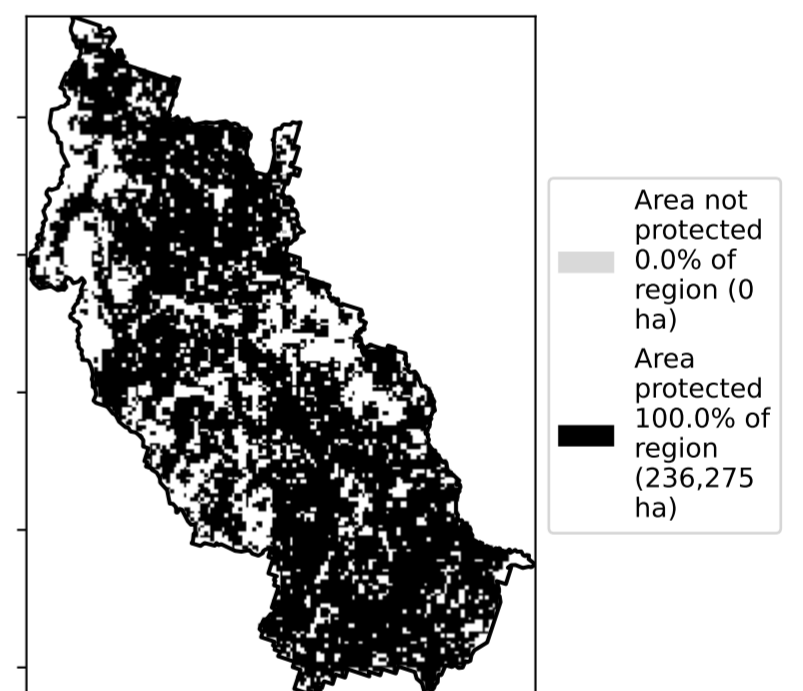 Area not
protected
0.0% of
region (0
ha)
Area
protected
100.0% of
region
(236,275
ha)